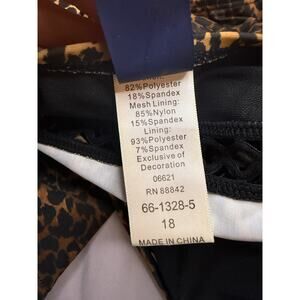 82%Polyester
18%Spandex
Mesh Lining:
85%Nylon
15%Spandex
Lining:
93%Polyester
7%Spandex
Exclusive of
Decoration
06621
RN 88842
66-1328-5
18
MADE IN CHINA